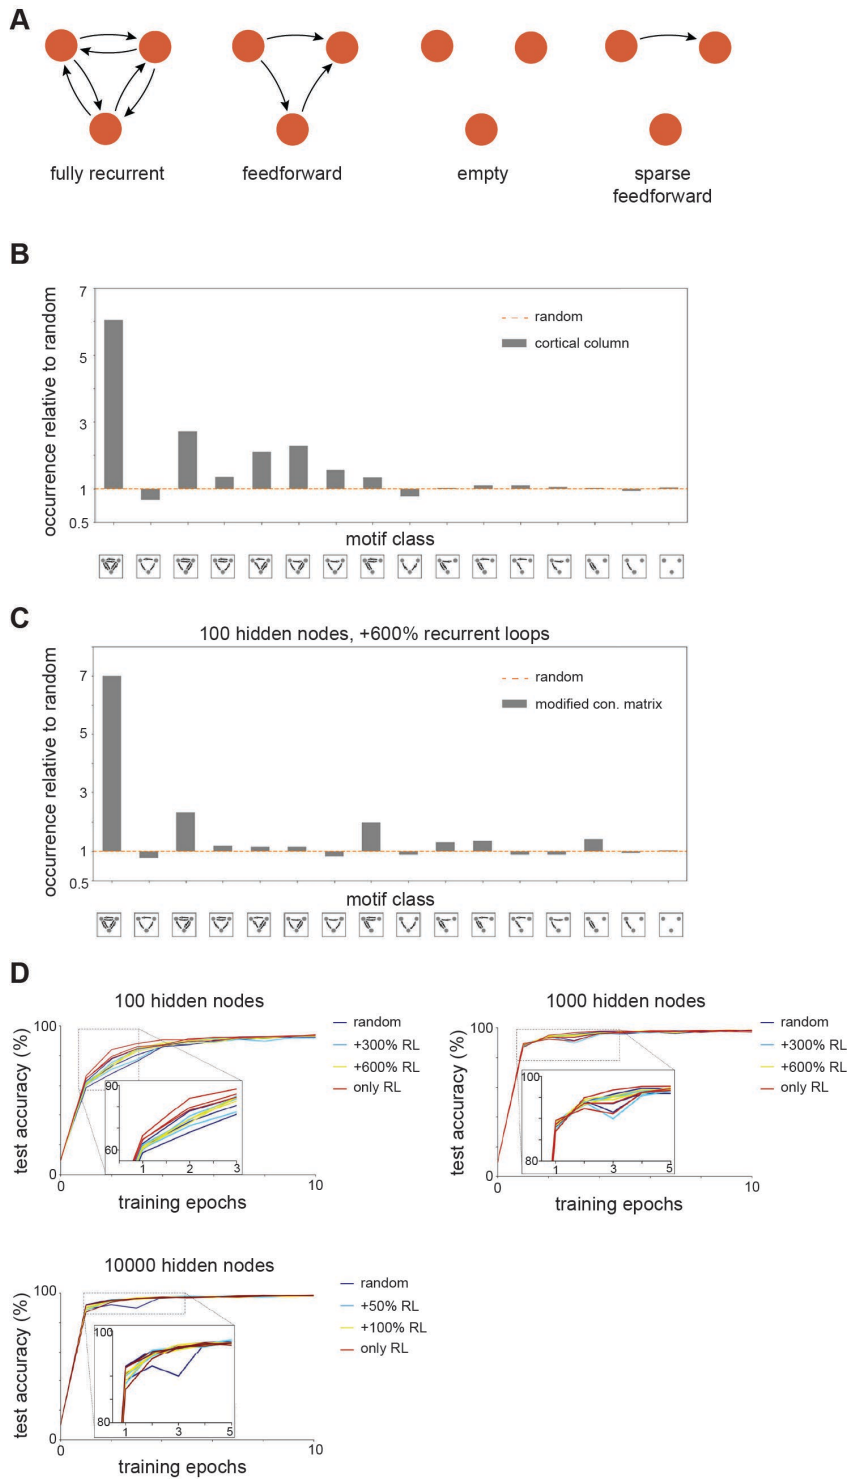 A
fully recurrent
feedforward
empty
sparse
feedforward
B
occurrence relative to random
7
5
3
1
0.5
random
cortical column
motif class
C
100 hidden nodes, +600% recurrent loops
occurrence relative to random
7
5
3
1
0.5
random
modified con. matrix
motif class
D
100 hidden nodes
test accuracy (%)
100
0
0
10
90
60
1
2
3
training epochs
random
+300% RL
+600% RL
only RL
1000 hidden nodes
test accuracy (%)
100
0
0
10
100
80
1
3
5
training epochs
random
+300% RL
+600% RL
only RL
10000 hidden nodes
test accuracy (%)
100
0
0
10
100
80
1
3
5
training epochs
random
+50% RL
+100% RL
only RL